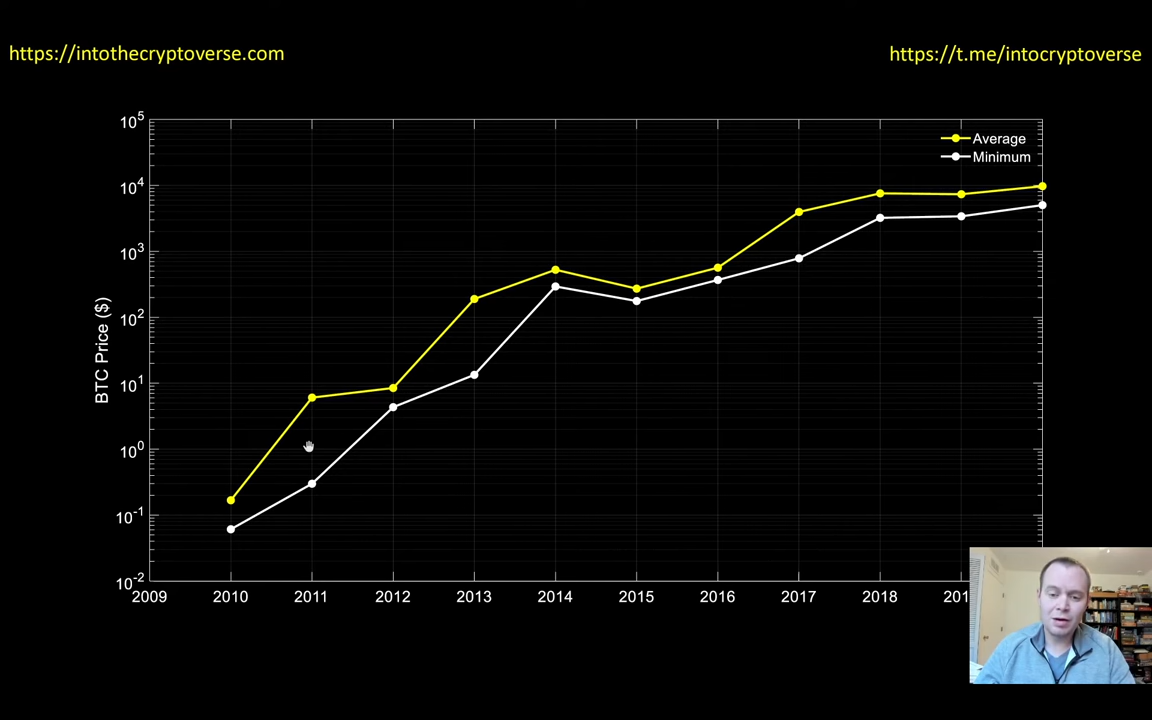 https://intothecryptoverse.com
https://t.me/intocryptoverse
10^5
Average
Minimum
10^4
10^3
10^2
10^1
10^0
10^-1
10^-2
BTC Price ($)
2009 2010 2011 2012 2013 2014 2015 2016 2017 2018